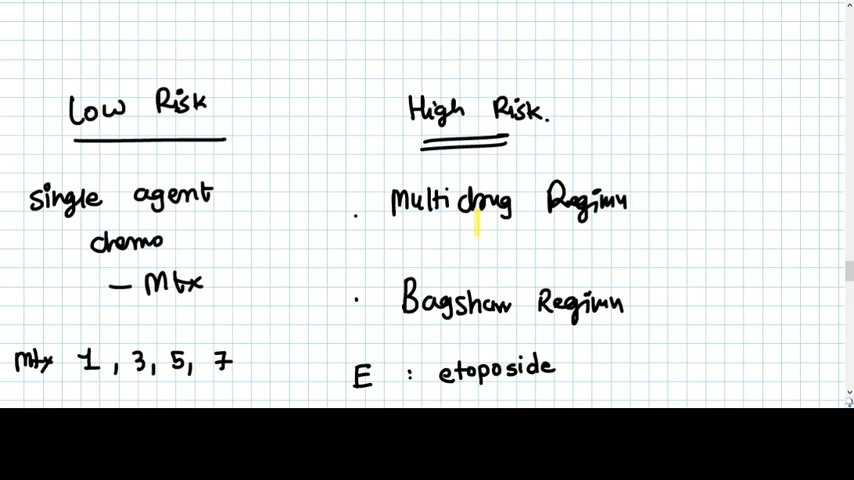 Low Risk
single agent
chemo
- Mtx
mtx 1, 3, 5, 7
High Risk.
. Multidrug Regimn
. Bagshaw Regimn
E : etoposide